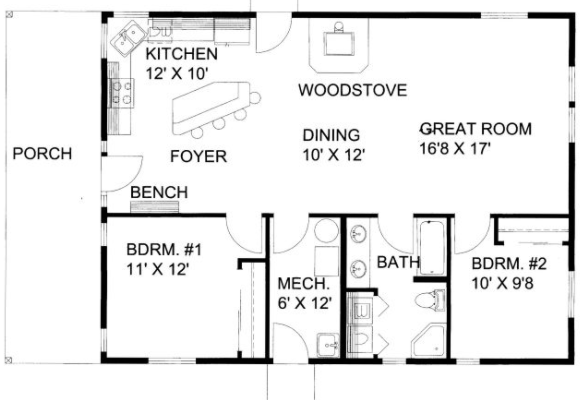 KITCHEN
12' X 10'
WOODSTOVE
PORCH
FOYER
DINING
10' X 12'
GREAT ROOM
16'8 X 17'
BENCH
BDRM. #1
11' X 12'
MECH.
6' X 12'
BATH
BDRM. #2
10' X 9'8